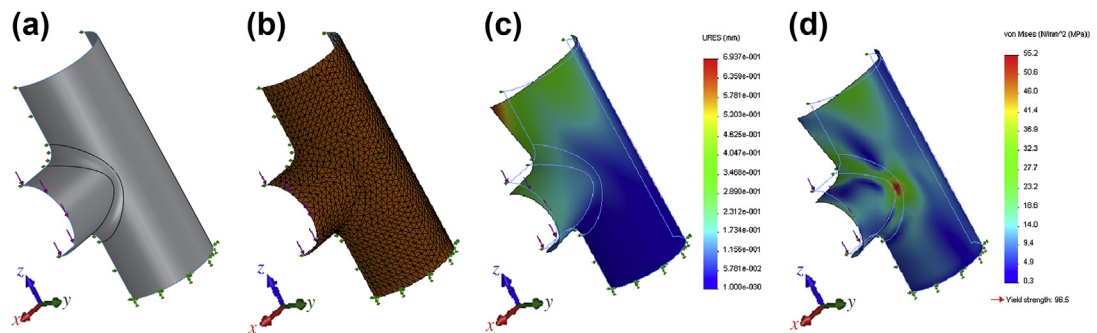 (a)
(b)
(c)
(d)
URES (mm)
6.937e-001
6.359e-001
5.781e-001
5.203e-001
4.625e-001
4.047e-001
3.468e-001
2.890e-001
2.312e-001
1.734e-001
1.156e-001
5.781e-002
1.000e-030
von Mises (N/mm^2 (MPa))
55.2
50.6
46.0
41.4
36.9
32.3
27.7
23.2
18.6
14.0
9.4
4.9
0.3
Yield strength: 96.5
z
y
x
z
y
x
z
y
x
z
y
x